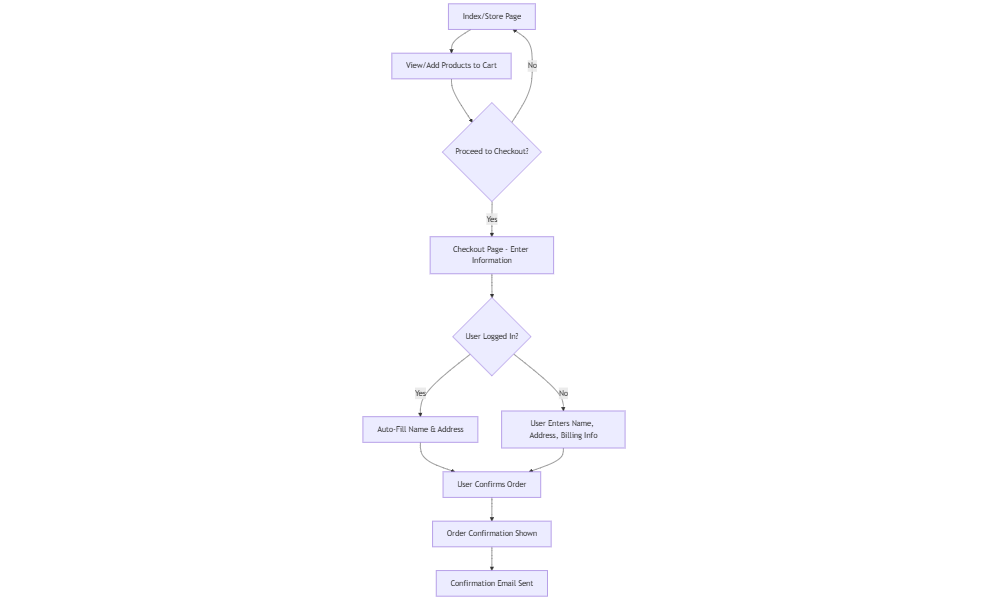 Index/Store Page
View/Add Products to Cart
No
Proceed to Checkout?
Yes
Checkout Page - Enter
Information
User Logged In?
Yes
No
Auto-Fill Name & Address
User Enters Name,
Address, Billing Info
User Confirms Order
Order Confirmation Shown
Confirmation Email Sent